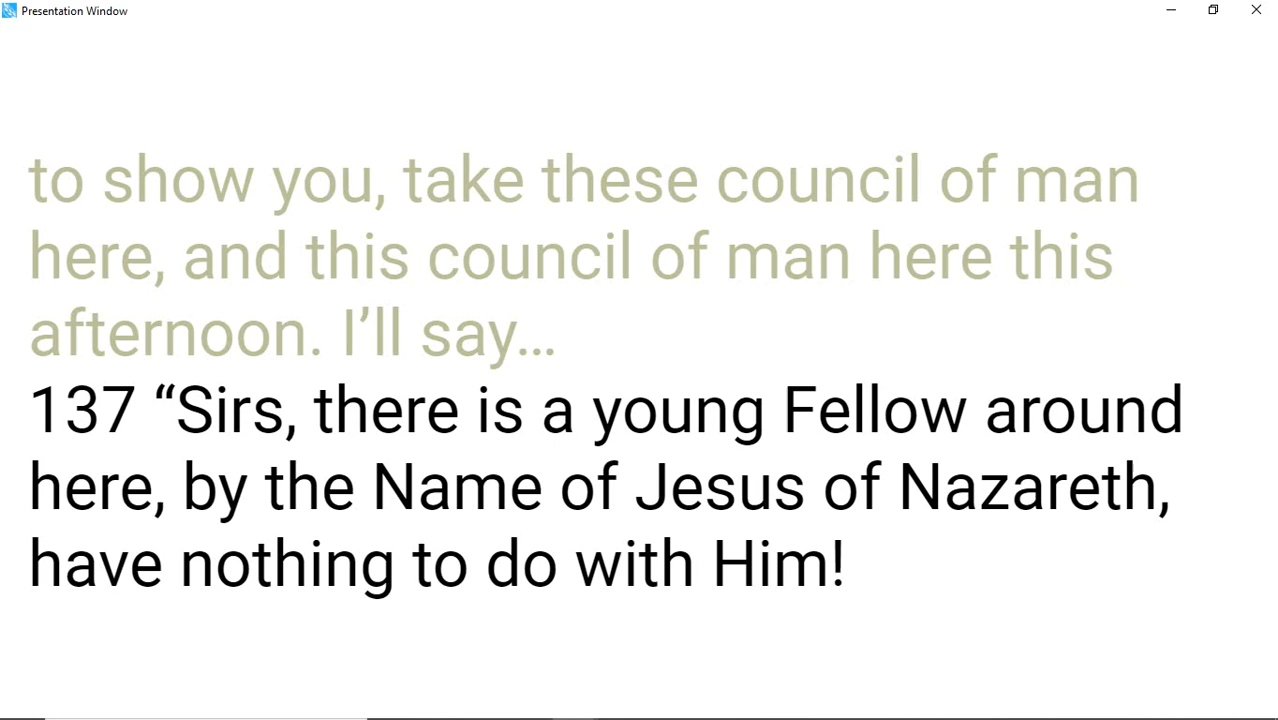 Presentation Window
to show you, take these council of man
here, and this council of man here this
afternoon. I’ll say…
137 “Sirs, there is a young Fellow around
here, by the Name of Jesus of Nazareth,
have nothing to do with Him!